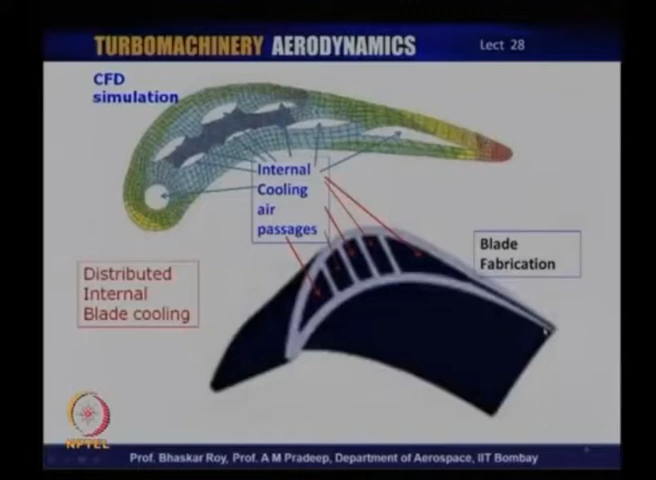 TURBOMACHINERY AERODYNAMICS
Lect 28
CFD
simulation
Internal
Cooling
air
passages
Blade
Fabrication
Distributed
Internal
Blade cooling
NPTEL
Prof. Bhaskar Roy, Prof. A M Pradeep, Department of Aerospace, IIT Bombay